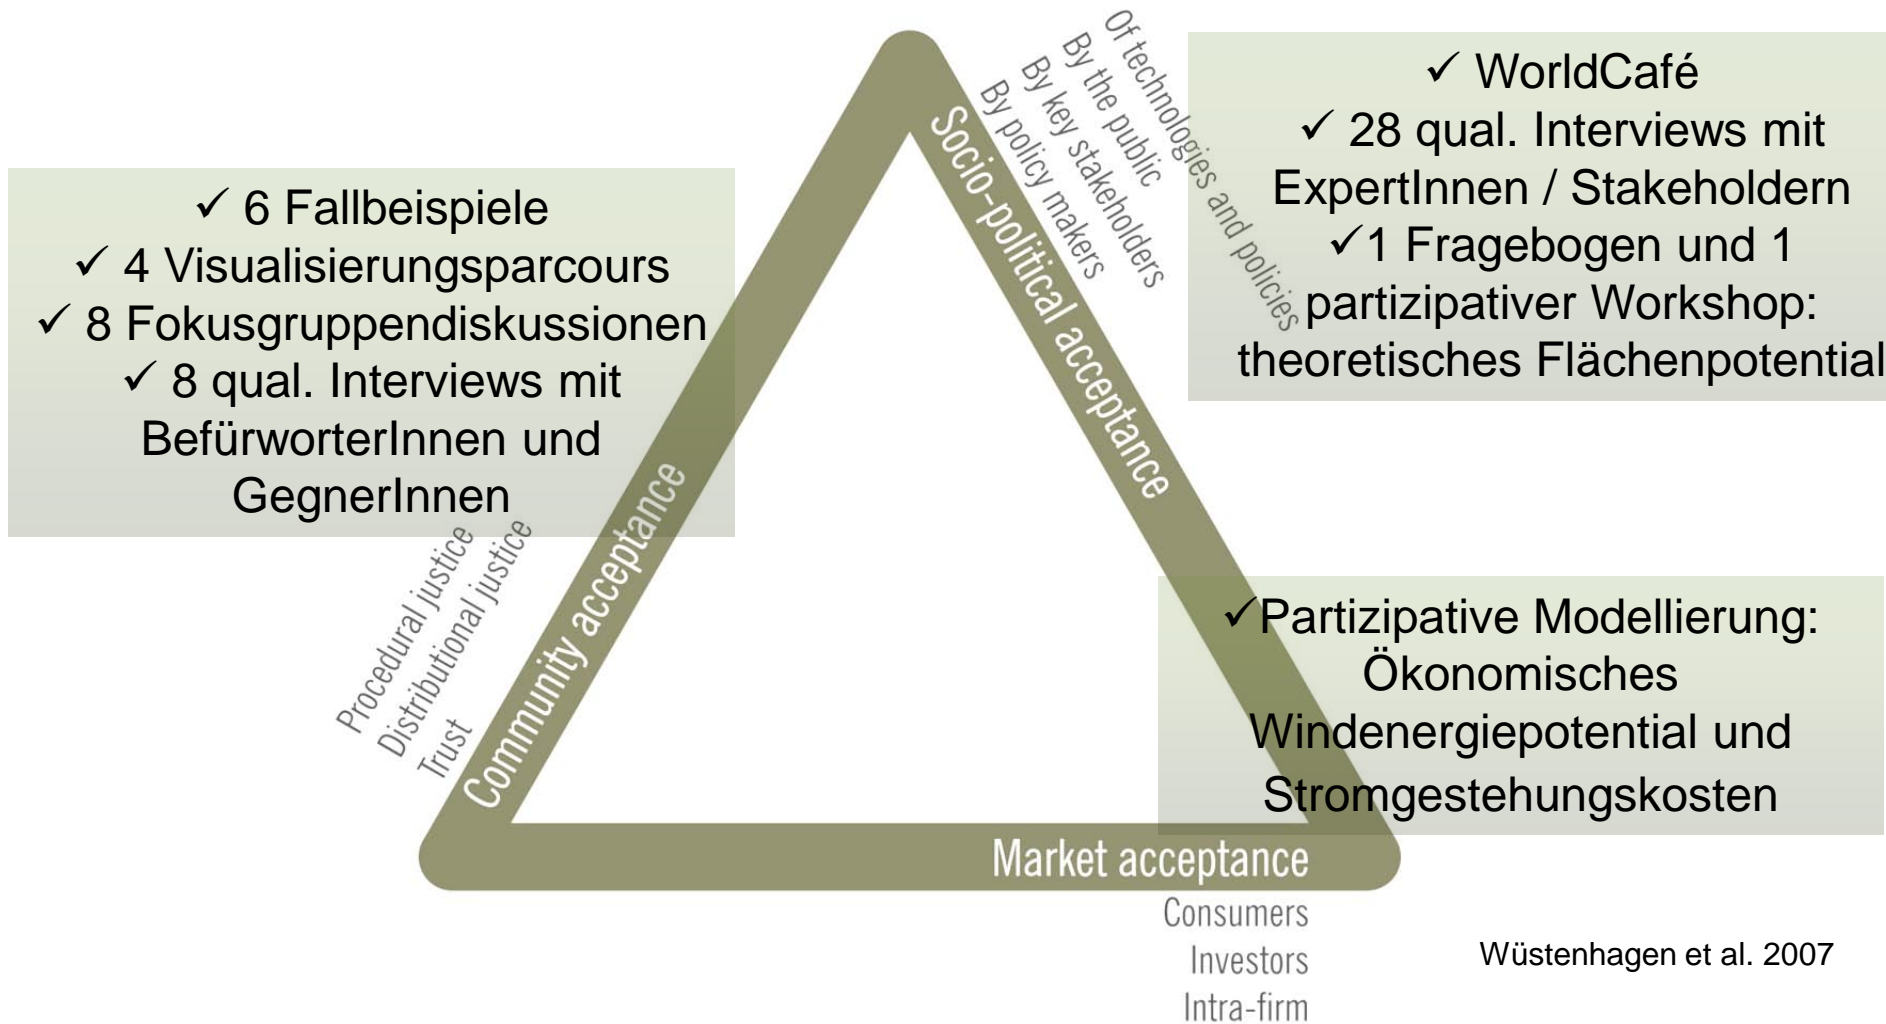 ✓ 6 Fallbeispiele
✓ 4 Visualisierungsparcours
✓ 8 Fokusgruppendiskussionen
✓ 8 qual. Interviews mit
BefürworterInnen und
GegnerInnen
Procedural justice
Distributional justice
Trust
Community acceptance
Socio-political acceptance
By policy makers
By key stakeholders
By the public
Of technologies and policies
✓ WorldCafé
✓ 28 qual. Interviews mit
ExpertInnen / Stakeholdern
✓1 Fragebogen und 1
partizipativer Workshop:
theoretisches Flächenpotential
✓Partizipative Modellierung:
Ökonomisches
Windenergiepotential und
Stromgestehungskosten
Market acceptance
Consumers
Investors
Intra-firm
Wüstenhagen et al. 2007